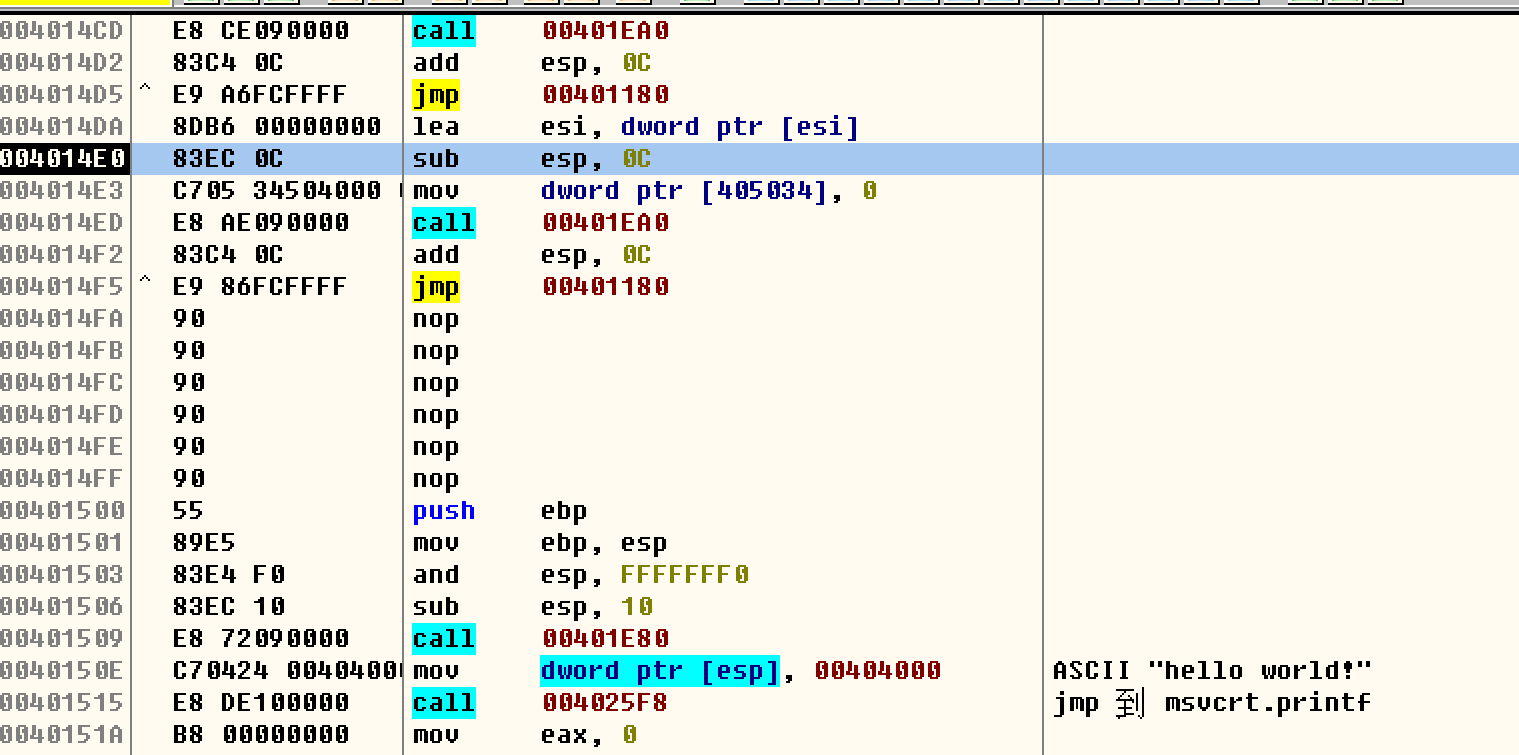 004014CD E8 CE090000 call 00401EA0
004014D2 83C4 0C add esp, 0C
004014D5 ^ E9 A6FCFFFF jmp 00401180
004014DA 8DB6 00000000 lea esi, dword ptr [esi]
004014E0 83EC 0C sub esp, 0C
004014E3 C705 34504000 mov dword ptr [405034], 0
004014ED E8 AE090000 call 00401EA0
004014F2 83C4 0C add esp, 0C
004014F5 ^ E9 86FCFFFF jmp 00401180
004014FA 90 nop
004014FB 90 nop
004014FC 90 nop
004014FD 90 nop
004014FE 90 nop
004014FF 90 nop
00401500 55 push ebp
00401501 89E5 mov ebp, esp
00401503 83E4 F0 and esp, FFFFFFF0
00401506 83EC 10 sub esp, 10
00401509 E8 72090000 call 00401E80
0040150E C70424 0040400 mov dword ptr [esp], 00404000 ASCII "hello world!"
00401515 E8 DE100000 call 004025F8 jmp 到 msvcrt.printf
0040151A B8 00000000 mov eax, 0